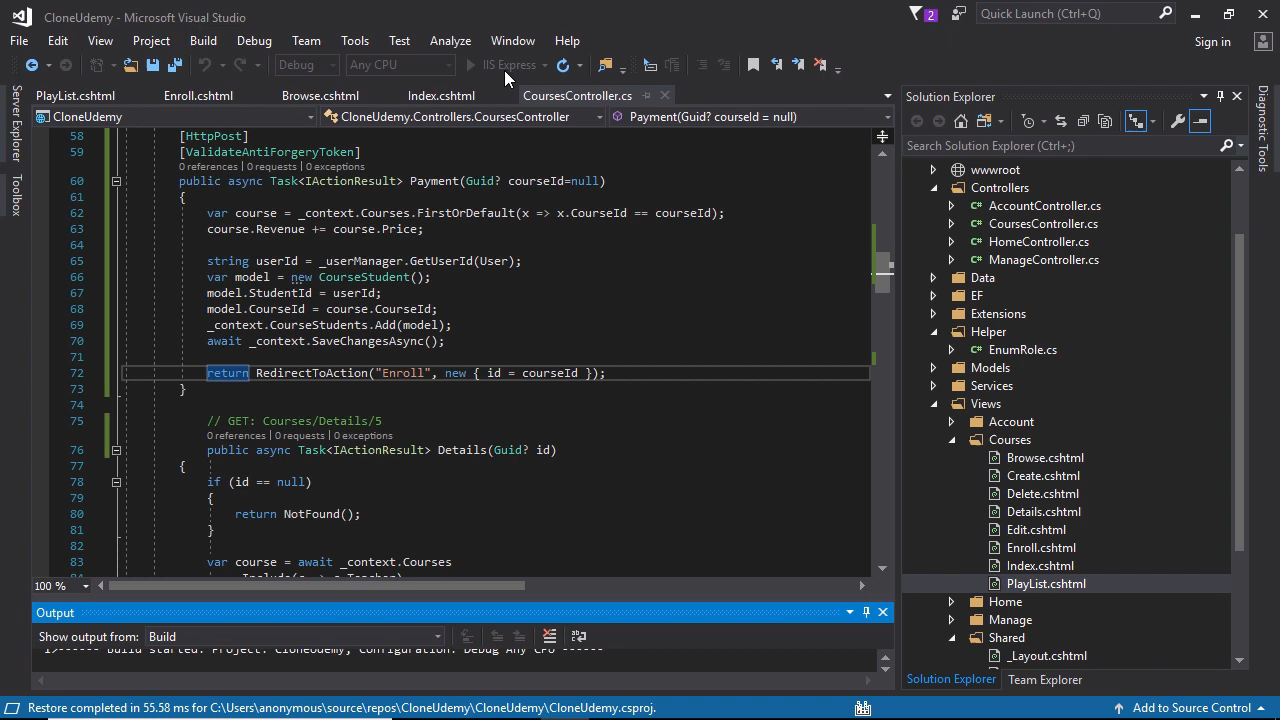 CloneUdemy - Microsoft Visual Studio
2
Quick Launch (Ctrl+Q)
File Edit View Project Build Debug Team Tools Test Analyze Window Help
Sign in
Debug Any CPU IIS Express
PlayList.cshtml Enroll.cshtml Browse.cshtml Index.cshtml CoursesController.cs
CloneUdemy CloneUdemy.Controllers.CoursesController Payment(Guid? courseId = null)
Server Explorer
Toolbox
58 [HttpPost]
59 [ValidateAntiForgeryToken]
0 references | 0 requests | 0 exceptions
60 public async Task<IActionResult> Payment(Guid? courseId=null)
61 {
62 var course = _context.Courses.FirstOrDefault(x => x.CourseId == courseId);
63 course.Revenue += course.Price;
64
65 string userId = _userManager.GetUserId(User);
66 var model = new CourseStudent();
67 model.StudentId = userId;
68 model.CourseId = course.CourseId;
69 _context.CourseStudents.Add(model);
70 await _context.SaveChangesAsync();
71
72 return RedirectToAction("Enroll", new { id = courseId });
73 }
74
75 // GET: Courses/Details/5
0 references | 0 requests | 0 exceptions
76 public async Task<IActionResult> Details(Guid? id)
77 {
78 if (id == null)
79 {
80 return NotFound();
81 }
82
83 var course = await _context.Courses
100 %
Output
Show output from: Build
1>------ Build started: Project: CloneUdemy, Configuration: Debug Any CPU ------
Solution Explorer
Search Solution Explorer (Ctrl+;)
wwwroot
Controllers
C# AccountController.cs
C# CoursesController.cs
C# HomeController.cs
C# ManageController.cs
Data
EF
Extensions
Helper
C# EnumRole.cs
Models
Services
Views
Account
Courses
Browse.cshtml
Create.cshtml
Delete.cshtml
Details.cshtml
Edit.cshtml
Enroll.cshtml
Index.cshtml
PlayList.cshtml
Home
Manage
Shared
_Layout.cshtml
Solution Explorer Team Explorer
Diagnostic Tools
Restore completed in 55.58 ms for C:\Users\anonymous\source\repos\CloneUdemy\CloneUdemy\CloneUdemy.csproj.
Add to Source Control